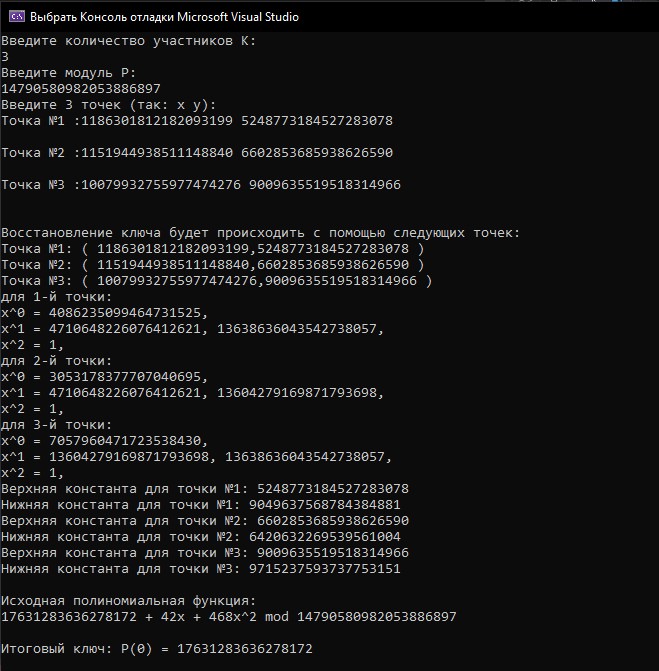 Выбрать Консоль отладки Microsoft Visual Studio
Введите количество участников K:
3
Введите модуль P:
14790580982053886897
Введите 3 точек (так: x y):
Точка №1 :1186301812182093199 5248773184527283078
Точка №2 :1151944938511148840 6602853685938626590
Точка №3 :10079932755977474276 9009635519518314966
Восстановление ключа будет происходить с помощью следующих точек:
Точка №1: ( 1186301812182093199,5248773184527283078 )
Точка №2: ( 1151944938511148840,6602853685938626590 )
Точка №3: ( 10079932755977474276,9009635519518314966 )
для 1-й точки:
x^0 = 4086235099464731525,
x^1 = 4710648226076412621, 13638636043542738057,
x^2 = 1,
для 2-й точки:
x^0 = 3053178377707040695,
x^1 = 4710648226076412621, 13604279169871793698,
x^2 = 1,
для 3-й точки:
x^0 = 7057960471723538430,
x^1 = 13604279169871793698, 13638636043542738057,
x^2 = 1,
Верхняя константа для точки №1: 5248773184527283078
Нижняя константа для точки №1: 9049637568784384881
Верхняя константа для точки №2: 6602853685938626590
Нижняя константа для точки №2: 6420632269539561004
Верхняя константа для точки №3: 9009635519518314966
Нижняя константа для точки №3: 9715237593737753151
Исходная полиномиальная функция:
17631283636278172 + 42x + 468x^2 mod 14790580982053886897
Итоговый ключ: P(0) = 17631283636278172